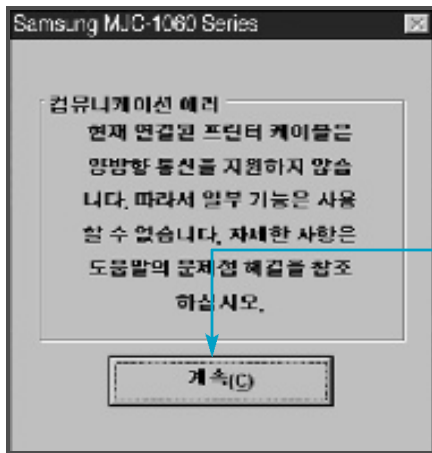 Samsung MJC-1060 Series
컴뮤니케이션 에러
현재 연결된 프린터 케이블은
양방향 통신을 지원하지 않습
니다. 따라서 일부 기능은 사용
할 수 없습니다. 자세한 사항은
도움말의 문제점 해결을 참조
하십시오.
계속(C)